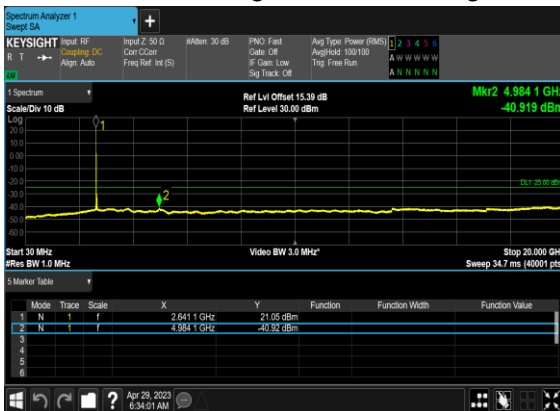 Spectrum Analyzer 1
Swept SA
KEYSIGHT
R T
LV
Input: RF
Coupling: DC
Align: Auto
Input Z: 50 Ω
Corr CCorr
Freq Ref: Int (S)
#Atten: 30 dB
PNO: Fast
Gate: Off
IF Gain: Low
Sig Track: Off
Avg Type: Power (RMS)
Avg|Hold: 100/100
Trig: Free Run
1 2 3 4 5 6
A W W W W W
A N N N N N
1 Spectrum
Scale/Div 10 dB
Ref Lvl Offset 15.39 dB
Ref Level 30.00 dBm
Mkr2 4.984 1 GHz
-40.919 dBm
Log
20.0
10.0
0.00
-10.0
-20.0
-30.0
-40.0
-50.0
-60.0
1
2
DL1 -25.00 dBm
Start 30 MHz
#Res BW 1.0 MHz
Video BW 3.0 MHz*
Stop 20.000 GHz
Sweep 34.7 ms (40001 pts)
5 Marker Table
Mode Trace Scale X Y Function Function Width Function Value
1 N 1 f 2.641 1 GHz 21.05 dBm
2 N 1 f 4.984 1 GHz -40.92 dBm
3
4
5
6
?
Apr 29, 2023
6:34:01 AM